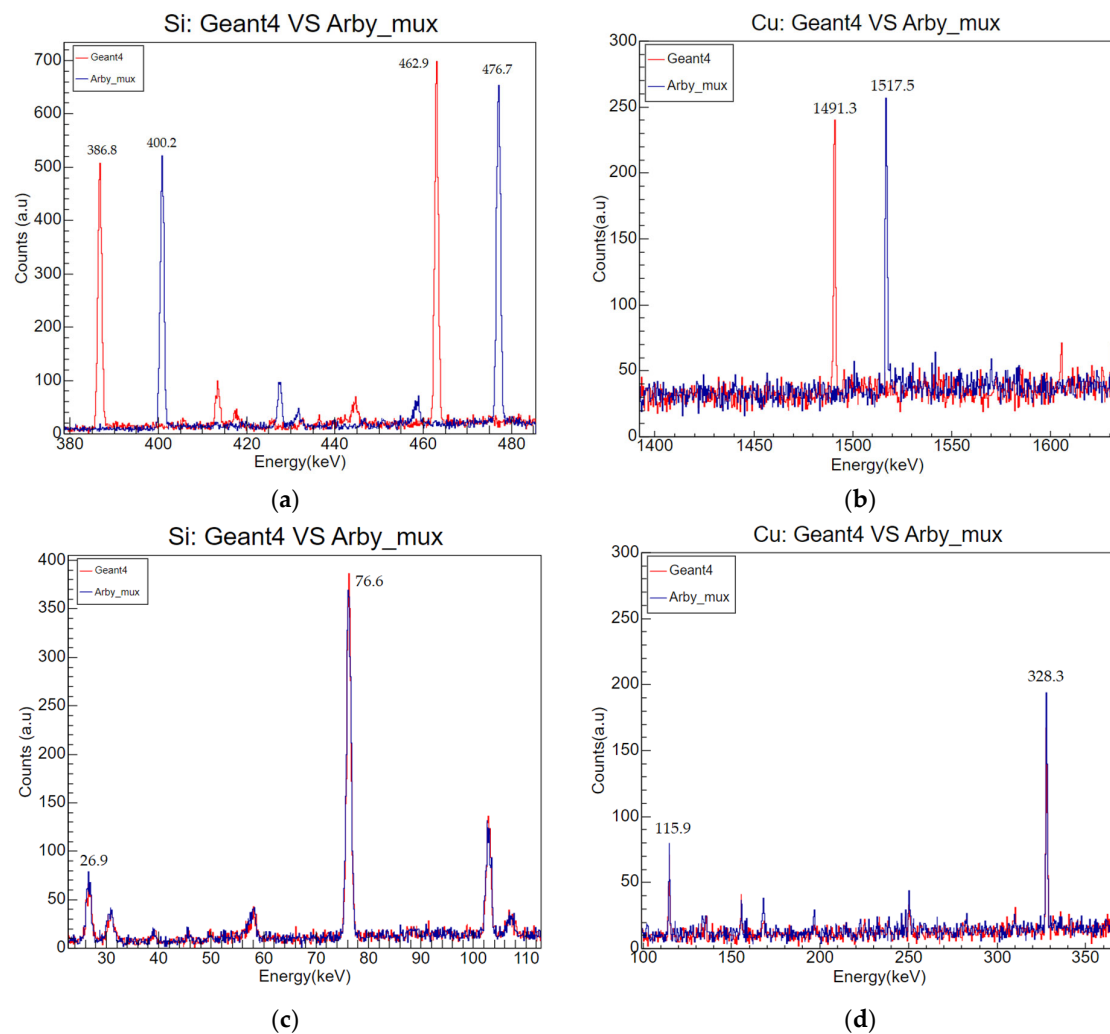 Si: Geant4 VS Arby_mux
Geant4
Arby_mux
386.8
400.2
462.9
476.7
700
600
500
400
300
200
100
0
Counts (a.u)
380
400
420
440
460
480
Energy(keV)
(a)
Cu: Geant4 VS Arby_mux
Geant4
Arby_mux
1491.3
1517.5
300
250
200
150
100
50
0
Counts(a.u)
1400
1450
1500
1550
1600
Energy(keV)
(b)
Si: Geant4 VS Arby_mux
Geant4
Arby_mux
76.6
26.9
400
350
300
250
200
150
100
50
0
Counts (a.u)
30
40
50
60
70
80
90
100
110
Energy(keV)
(c)
Cu: Geant4 VS Arby_mux
Geant4
Arby_mux
328.3
115.9
300
250
200
150
100
50
0
Counts(a.u)
100
150
200
250
300
350
Energy(keV)
(d)